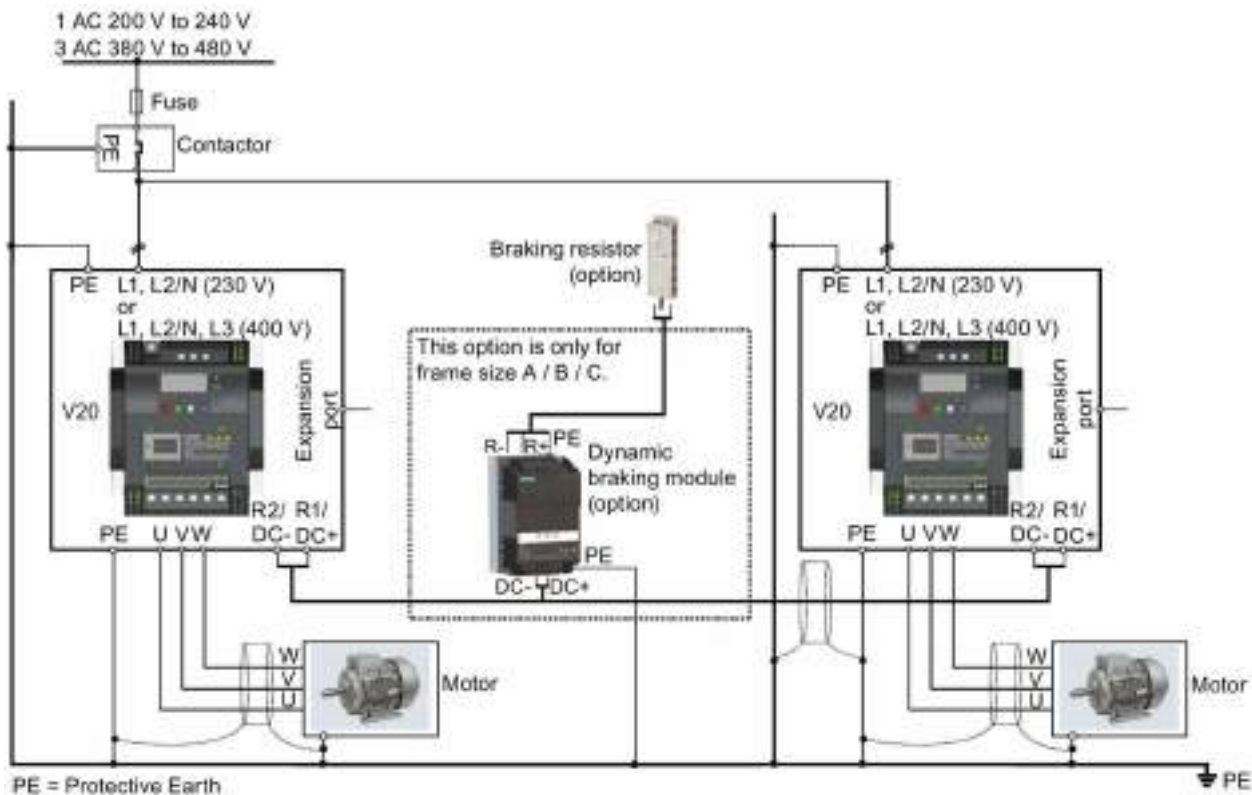 1 AC 200 V to 240 V
3 AC 380 V to 480 V
Fuse
PE
Contactor
Braking resistor
(option)
PE
L1, L2/N (230 V)
or
L1, L2/N, L3 (400 V)
V20
Expansion
port
This option is only for
frame size A / B / C.
R-
R+
PE
Dynamic
braking module
(option)
PE
DC-
DC+
PE
U
V
W
R2/
DC-
R1/
DC+
W
V
U
Motor
PE
L1, L2/N (230 V)
or
L1, L2/N, L3 (400 V)
V20
Expansion
port
PE
U
V
W
R2/
DC-
R1/
DC+
W
V
U
Motor
PE = Protective Earth
PE